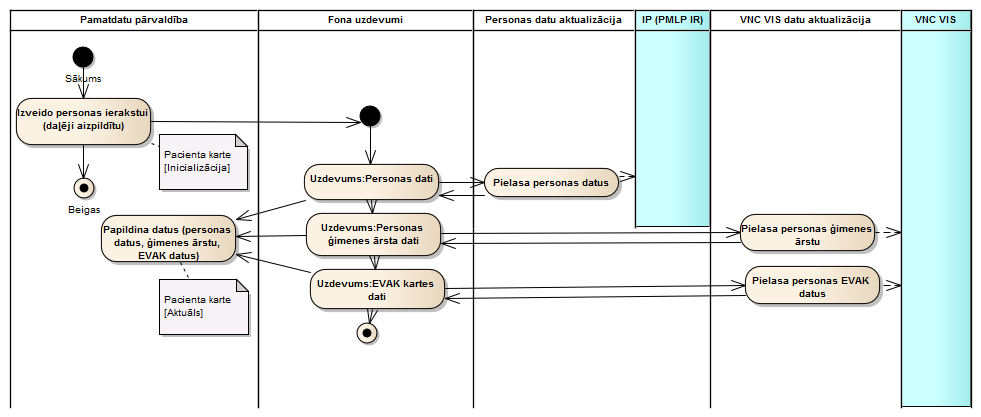 Pamatdatu pārvaldība
Fona uzdevumi
Personas datu aktualizācija
IP (PMLP IR)
VNC VIS datu aktualizācija
VNC VIS
Sākums
Izveido personas ierakstui
(daļēji aizpildītu)
Pacienta karte
[Inicializācija]
Beigas
Uzdevums:Personas dati
Pielasa personas datus
Papildina datus (personas
datus, ģimenes ārstu,
EVAK datus)
Uzdevums:Personas
ģimenes ārsta dati
Pielasa personas ģimenes
ārstu
Uzdevums:EVAK kartes
dati
Pielasa personas EVAK
datus
Pacienta karte
[Aktuāls]